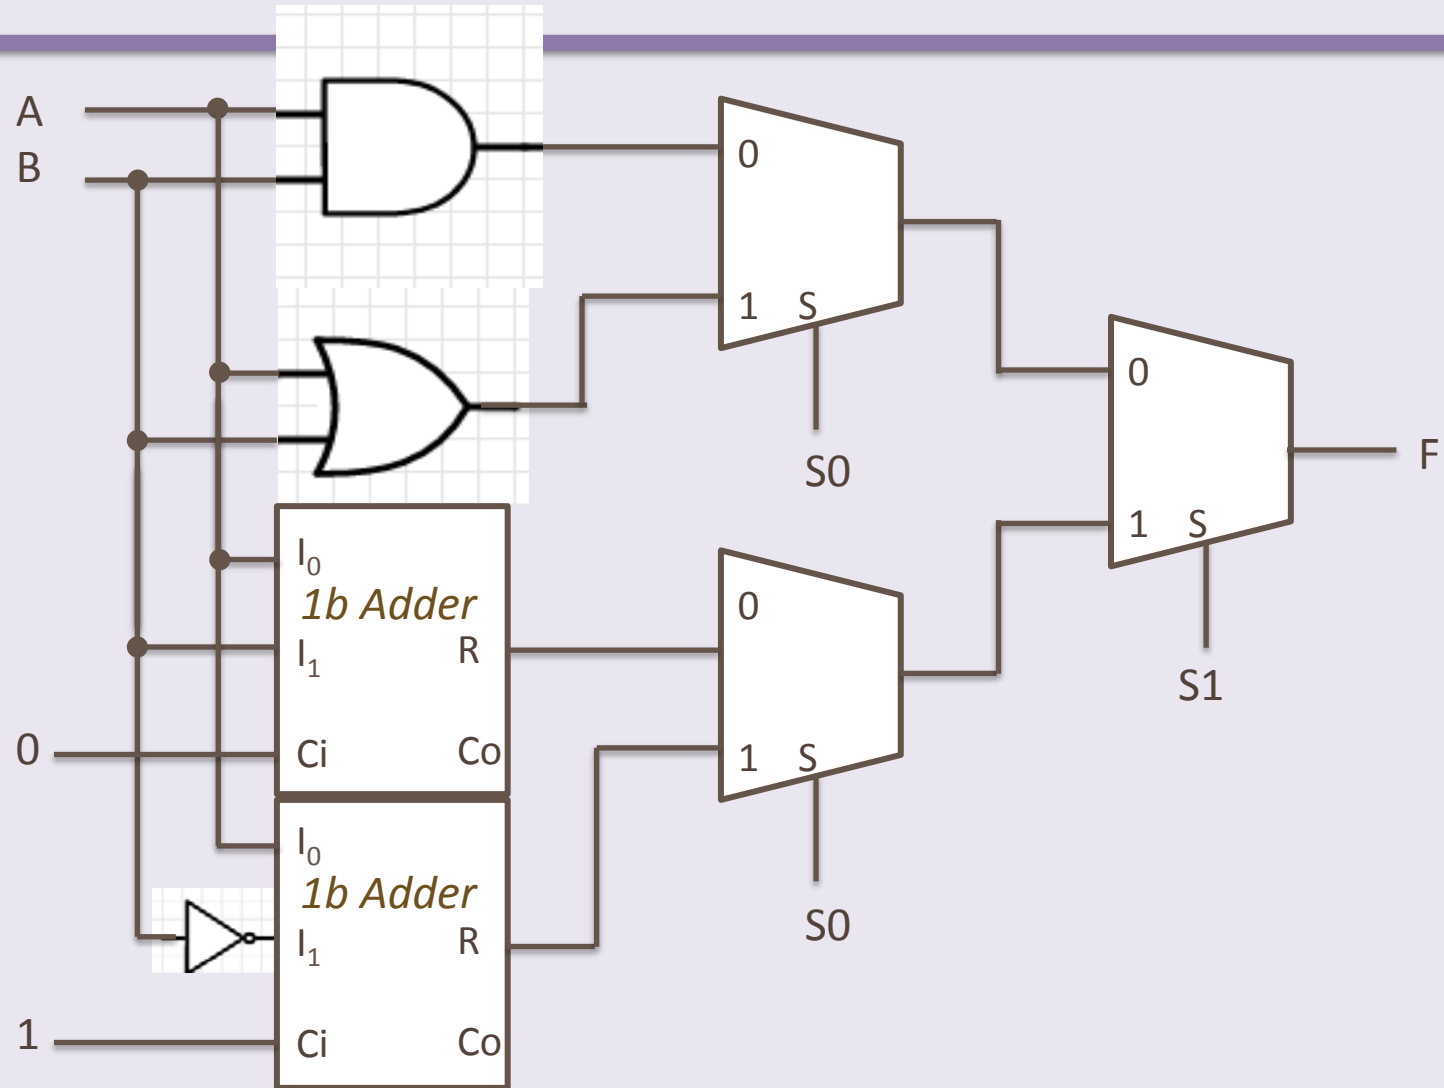 A
B
0
1 S
S0
0
1 S
S1
F
I₀
1b Adder
I₁ R
0
Ci Co
0
1 S
S0
I₀
1b Adder
I₁ R
1
Ci Co